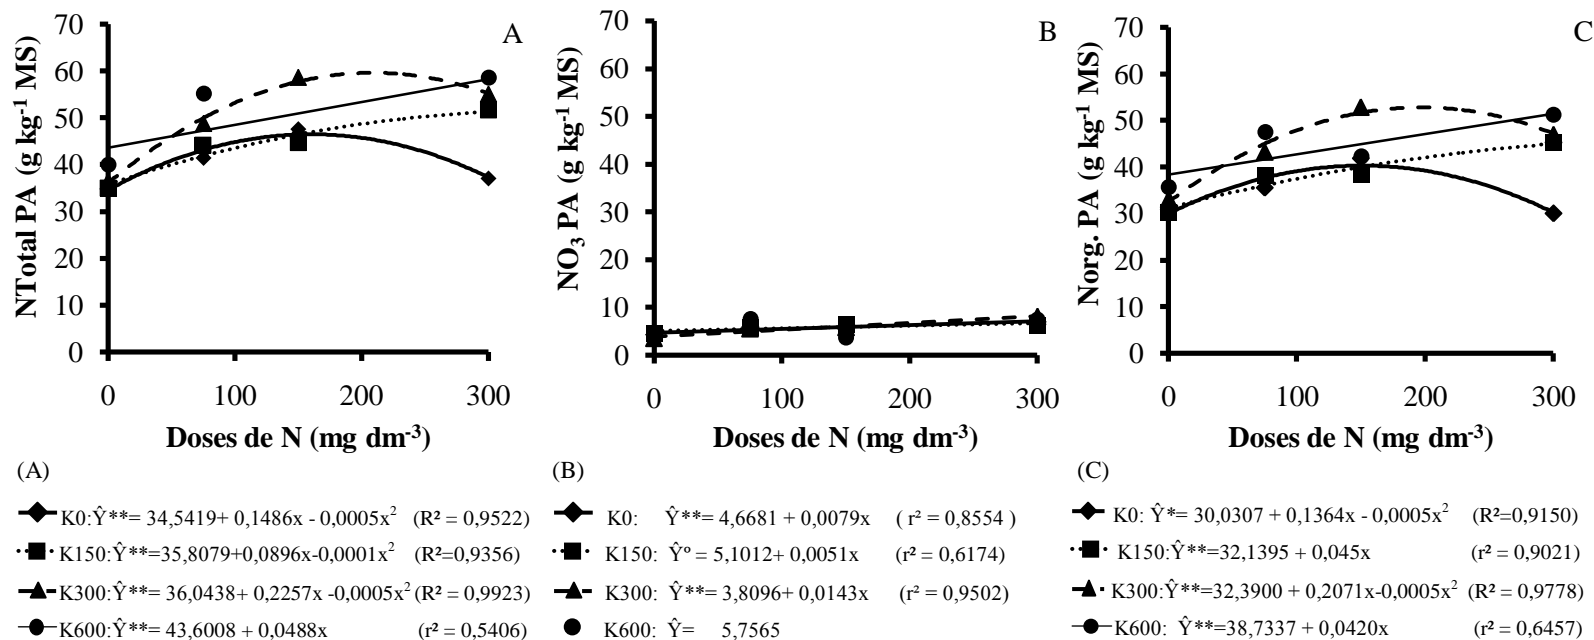 A
NTotal PA (g kg⁻¹ MS)
70
60
50
40
30
20
10
0
0 100 200 300
Doses de N (mg dm⁻³)
B
NO₃ PA (g kg⁻¹ MS)
70
60
50
40
30
20
10
0
0 100 200 300
Doses de N (mg dm⁻³)
C
Norg. PA (g kg⁻¹ MS)
70
60
50
40
30
20
10
0
0 100 200 300
Doses de N (mg dm⁻³)
(A)
K0:Ŷ**= 34,5419+ 0,1486x - 0,0005x² (R² = 0,9522)
K150:Ŷ**=35,8079+0,0896x-0,0001x² (R²=0,9356)
K300:Ŷ**= 36,0438+ 0,2257x -0,0005x² (R² = 0,9923)
K600:Ŷ**= 43,6008 + 0,0488x (r² = 0,5406)
(B)
K0: Ŷ**= 4,6681 + 0,0079x ( r² = 0,8554 )
K150: Ŷ° = 5,1012+ 0,0051x (r² = 0,6174)
K300: Ŷ**= 3,8096+ 0,0143x (r² = 0,9502)
K600: Ŷ= 5,7565
(C)
K0: Ŷ*= 30,0307 + 0,1364x - 0,0005x² (R²=0,9150)
K150:Ŷ**=32,1395 + 0,045x (r² = 0,9021)
K300:Ŷ**=32,3900 + 0,2071x-0,0005x² (R² = 0,9778)
K600: Ŷ**=38,7337 + 0,0420x (r² = 0,6457)